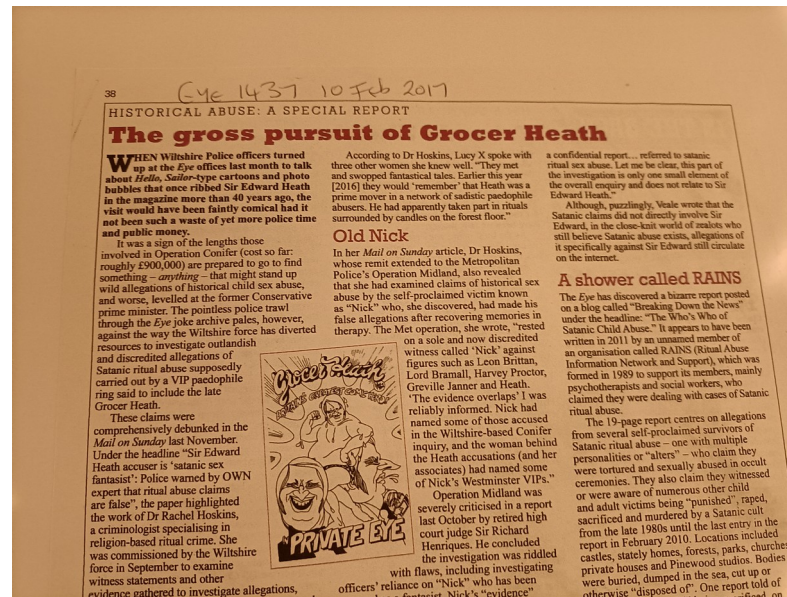 38
Eye 1437 10 Feb 2017
HISTORICAL ABUSE: A SPECIAL REPORT
The gross pursuit of Grocer Heath
WHEN Wiltshire Police officers turned
up at the Eye offices last month to talk
about Hello, Sailor-type cartoons and photo
bubbles that once ribbed Sir Edward Heath
in the magazine more than 40 years ago, the
visit would have been faintly comical had it
not been such a waste of yet more police time
and public money.
It was a sign of the lengths those
involved in Operation Conifer (cost so far:
roughly £900,000) are prepared to go to find
something – anything – that might stand up
wild allegations of historical child sex abuse,
and worse, levelled at the former Conservative
prime minister. The pointless police trawl
through the Eye joke archive pales, however,
against the way the Wiltshire force has diverted
resources to investigate outlandish
and discredited allegations of
Satanic ritual abuse supposedly
carried out by a VIP paedophile
ring said to include the late
Grocer Heath.
These claims were
comprehensively debunked in the
Mail on Sunday last November.
Under the headline “Sir Edward
Heath accuser is ‘satanic sex
fantasist’: Police warned by OWN
expert that ritual abuse claims
are false”, the paper highlighted
the work of Dr Rachel Hoskins,
a criminologist specialising in
religion-based ritual crime. She
was commissioned by the Wiltshire
force in September to examine
witness statements and other
evidence gathered to investigate allegations,
According to Dr Hoskins, Lucy X spoke with
three other women she knew well. “They met
and swopped fantastical tales. Earlier this year
[2016] they would ‘remember’ that Heath was a
prime mover in a network of sadistic paedophile
abusers. He had apparently taken part in rituals
surrounded by candles on the forest floor.”
Old Nick
In her Mail on Sunday article, Dr Hoskins,
whose remit extended to the Metropolitan
Police’s Operation Midland, also revealed
that she had examined claims of historical sex
abuse by the self-proclaimed victim known
as “Nick” who, she discovered, had made his
false allegations after recovering memories in
therapy. The Met operation, she wrote, “rested
on a sole and now discredited
witness called ‘Nick’ against
figures such as Leon Brittan,
Lord Bramall, Harvey Proctor,
Greville Janner and Heath.
‘The evidence overlaps’ I was
reliably informed. Nick had
named some of those accused
in the Wiltshire-based Conifer
inquiry, and the woman behind
the Heath accusations (and her
associates) had named some
of Nick’s Westminster VIPs.”
Operation Midland was
severely criticised in a report
last October by retired high
court judge Sir Richard
Henriques. He concluded
the investigation was riddled
with flaws, including investigating
officers’ reliance on “Nick” who has been
fantasist. Nick’s “evidence”
Grocer Heath
PRIVATE EYE
a confidential report... referred to satanic
ritual sex abuse. Let me be clear, this part of
the investigation is only one small element of
the overall enquiry and does not relate to Sir
Edward Heath.”
Although, puzzlingly, Veale wrote that the
Satanic claims did not directly involve Sir
Edward, in the close-knit world of zealots who
still believe Satanic abuse exists, allegations of
it specifically against Sir Edward still circulate
on the internet.
A shower called RAINS
The Eye has discovered a bizarre report posted
on a blog called “Breaking Down the News”
under the headline: “The Who’s Who of
Satanic Child Abuse.” It appears to have been
written in 2011 by an unnamed member of
an organisation called RAINS (Ritual Abuse
Information Network and Support), which was
formed in 1989 to support its members, mainly
psychotherapists and social workers, who
claimed they were dealing with cases of Satanic
ritual abuse.
The 19-page report centres on allegations
from several self-proclaimed survivors of
Satanic ritual abuse – one with multiple
personalities or “alters” – who claim they
were tortured and sexually abused in occult
ceremonies. They also claim they witnessed
or were aware of numerous other child
and adult victims being “punished”, raped,
sacrificed and murdered by a Satanic cult
from the late 1980s until the last entry in the
report in February 2010. Locations included
castles, stately homes, forests, parks, churches
private houses and Pinewood studios. Bodies
were buried, dumped in the sea, cut up or
otherwise “disposed of”. One report told of